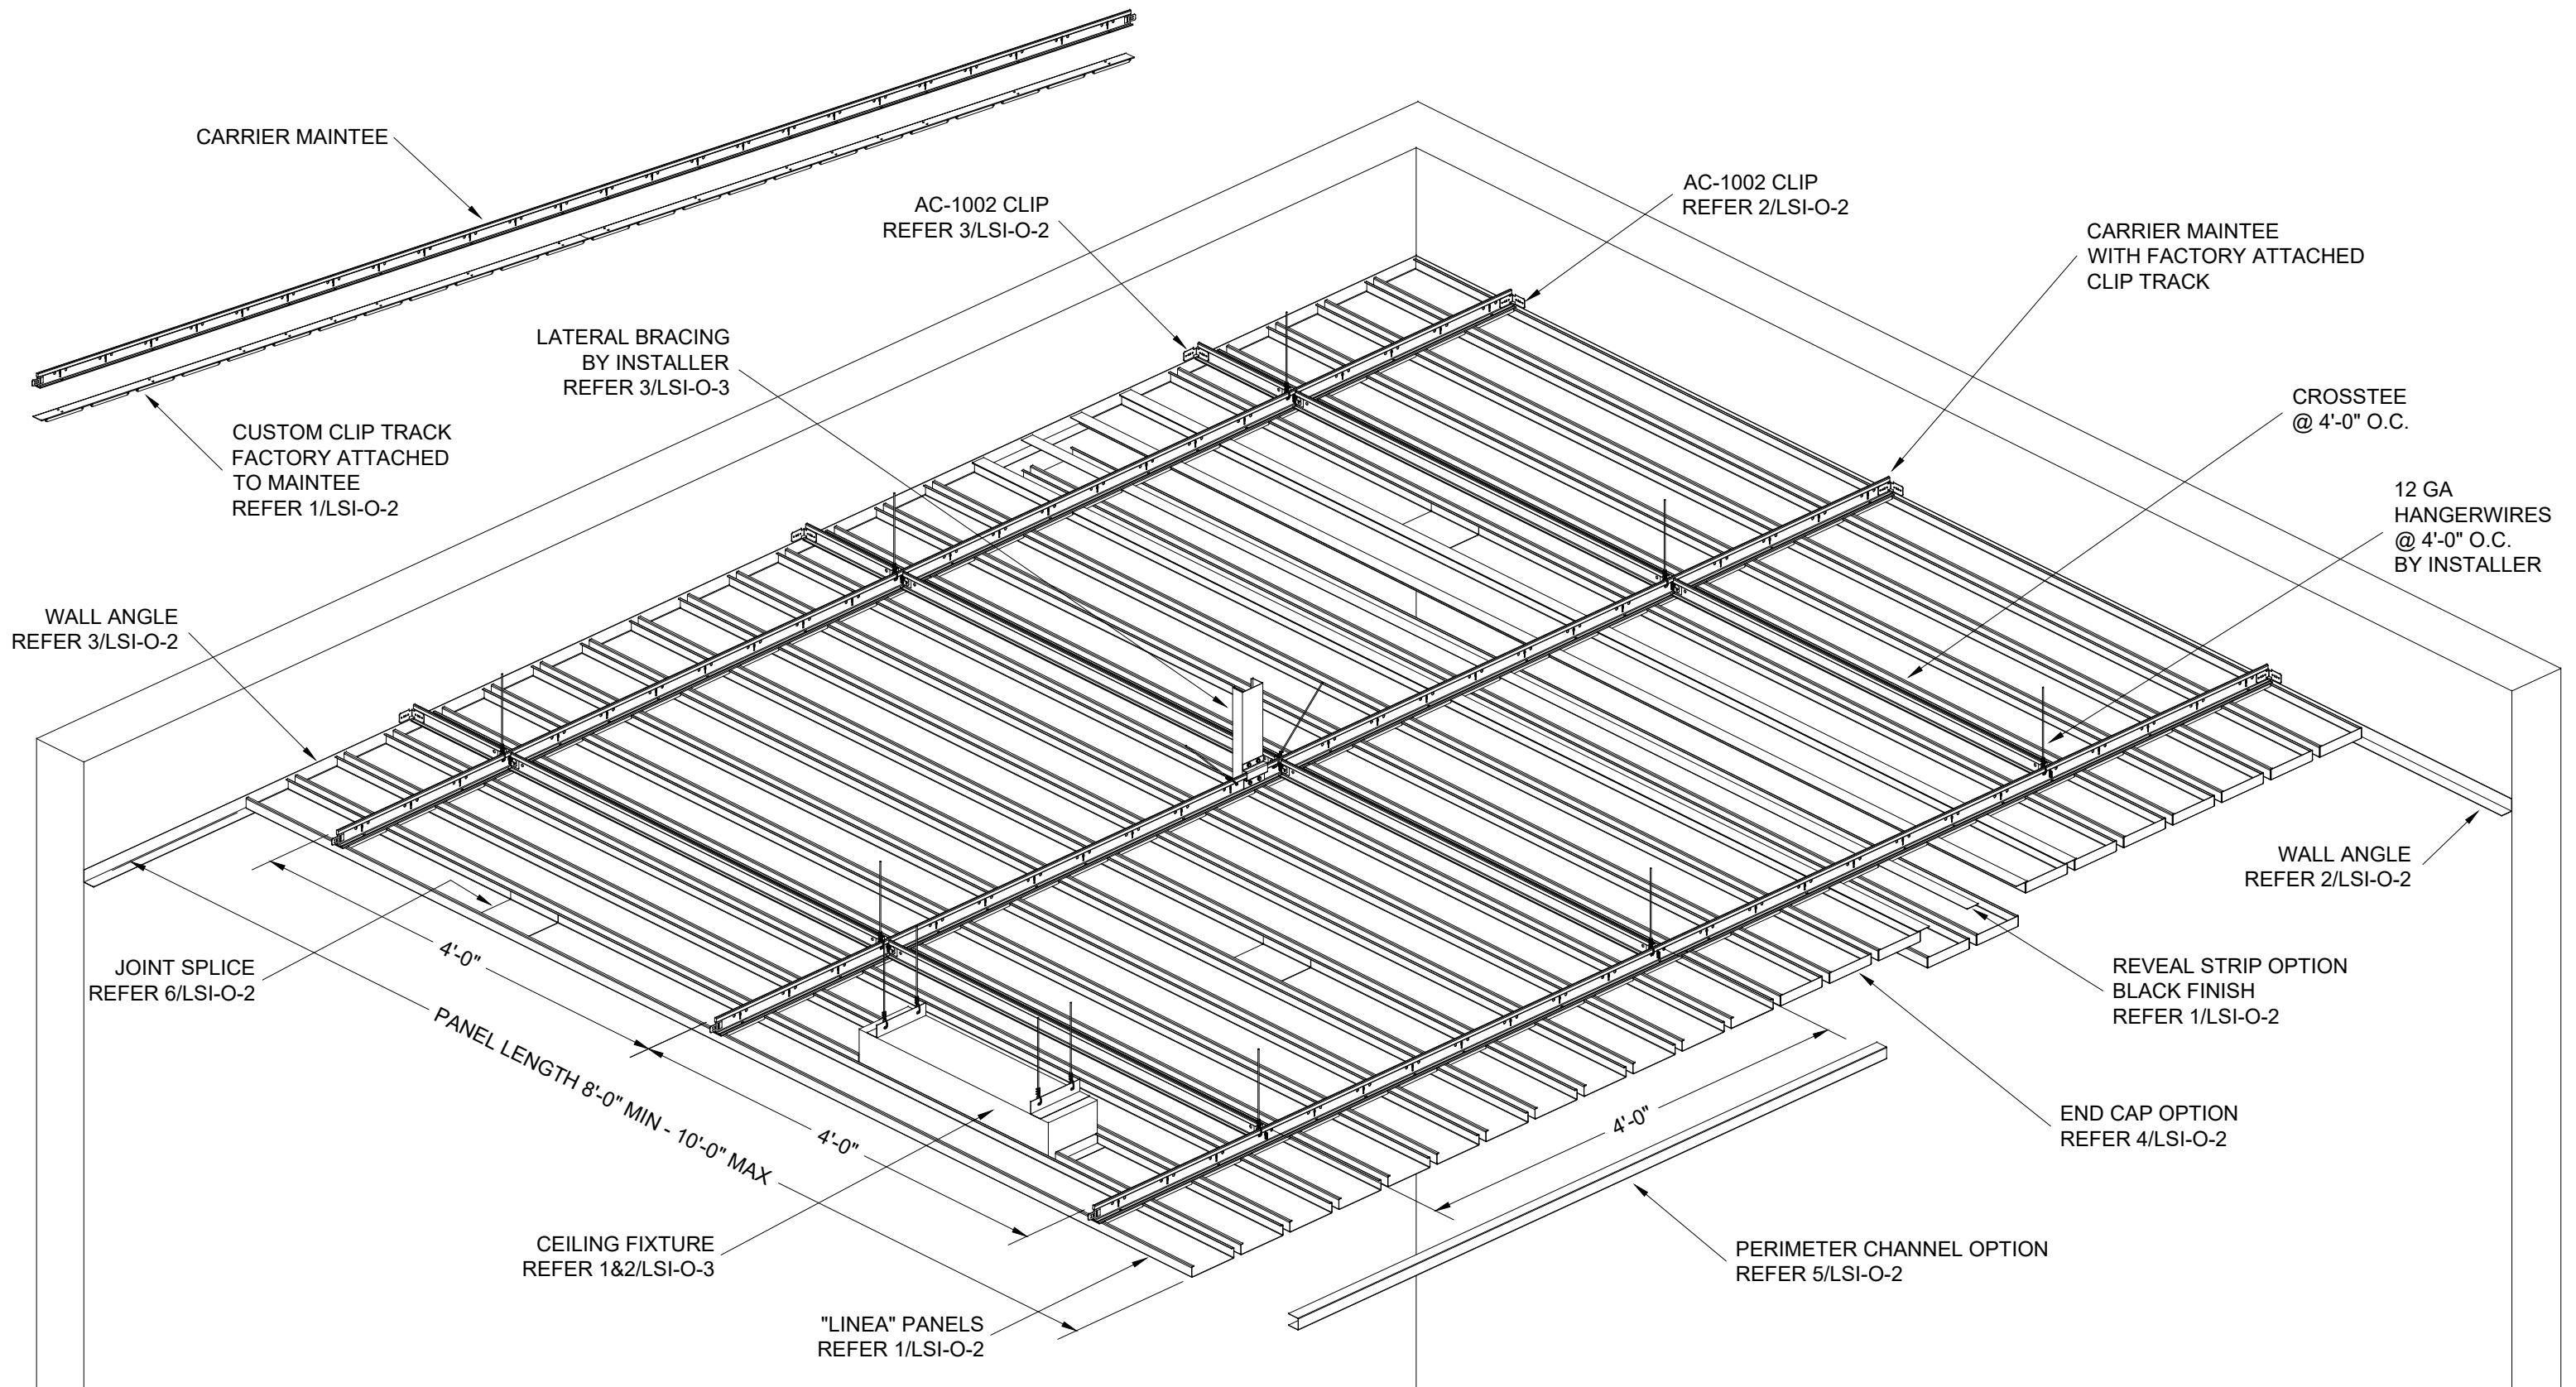 CARRIER MAINTEE
CUSTOM CLIP TRACK
FACTORY ATTACHED
TO MAINTEE
REFER 1/LSI-O-2
AC-1002 CLIP
REFER 3/LSI-O-2
AC-1002 CLIP
REFER 2/LSI-O-2
CARRIER MAINTEE
WITH FACTORY ATTACHED
CLIP TRACK
LATERAL BRACING
BY INSTALLER
REFER 3/LSI-O-3
CROSSTEE
@ 4'-0" O.C.
12 GA
HANGERWIRES
@ 4'-0" O.C.
BY INSTALLER
WALL ANGLE
REFER 3/LSI-O-2
WALL ANGLE
REFER 2/LSI-O-2
JOINT SPLICE
REFER 6/LSI-O-2
4'-0"
PANEL LENGTH 8'-0" MIN - 10'-0" MAX
4'-0"
4'-0"
REVEAL STRIP OPTION
BLACK FINISH
REFER 1/LSI-O-2
END CAP OPTION
REFER 4/LSI-O-2
CEILING FIXTURE
REFER 1&2/LSI-O-3
PERIMETER CHANNEL OPTION
REFER 5/LSI-O-2
"LINEA" PANELS
REFER 1/LSI-O-2